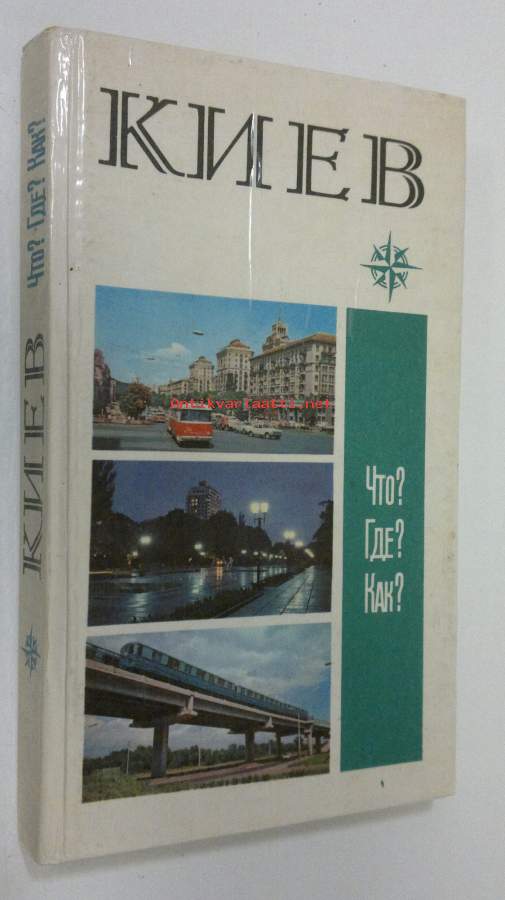 КИЕВ
Что?
Где?
Как?
КИЕВ Что? Где? Как?
antikvariaatti.net